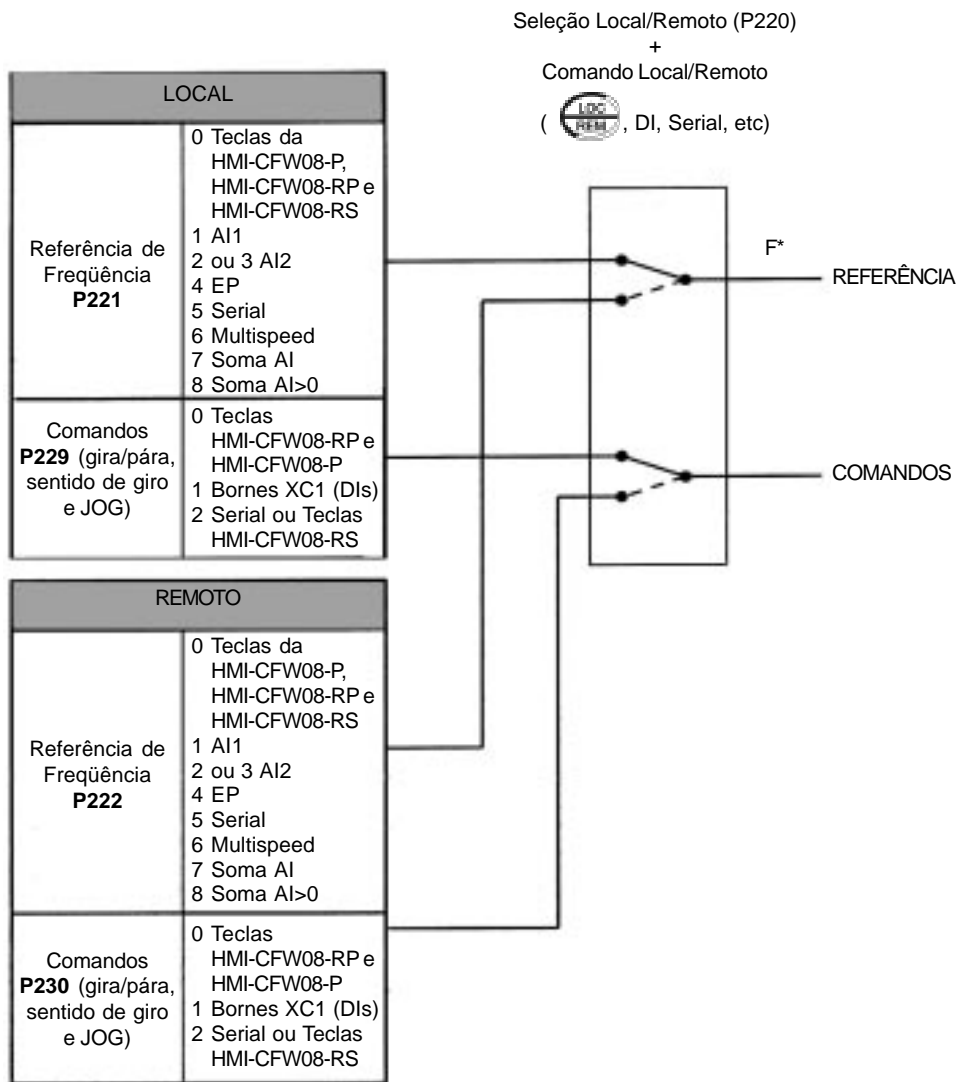 Seleção Local/Remoto (P220)
+
Comando Local/Remoto
( LOC REM , DI, Serial, etc)
LOCAL
Referência de
Freqüência
P221
0 Teclas da
HMI-CFW08-P,
HMI-CFW08-RP e
HMI-CFW08-RS
1 AI1
2 ou 3 AI2
4 EP
5 Serial
6 Multispeed
7 Soma AI
8 Soma AI>0
Comandos
P229 (gira/pára,
sentido de giro
e JOG)
0 Teclas
HMI-CFW08-RP e
HMI-CFW08-P
1 Bornes XC1 (DIs)
2 Serial ou Teclas
HMI-CFW08-RS
F*
REFERÊNCIA
COMANDOS
REMOTO
Referência de
Freqüência
P222
0 Teclas da
HMI-CFW08-P,
HMI-CFW08-RP e
HMI-CFW08-RS
1 AI1
2 ou 3 AI2
4 EP
5 Serial
6 Multispeed
7 Soma AI
8 Soma AI>0
Comandos
P230 (gira/pára,
sentido de giro
e JOG)
0 Teclas
HMI-CFW08-RP e
HMI-CFW08-P
1 Bornes XC1 (DIs)
2 Serial ou Teclas
HMI-CFW08-RS